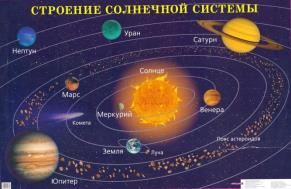 СТРОЕНИЕ СОЛНЕЧНОЙ СИСТЕМЫ
Уран
Нептун
Сатурн
Солнце
Марс
Меркурий
Венера
Комета
Пояс астероидов
Земля
Луна
Юпитер